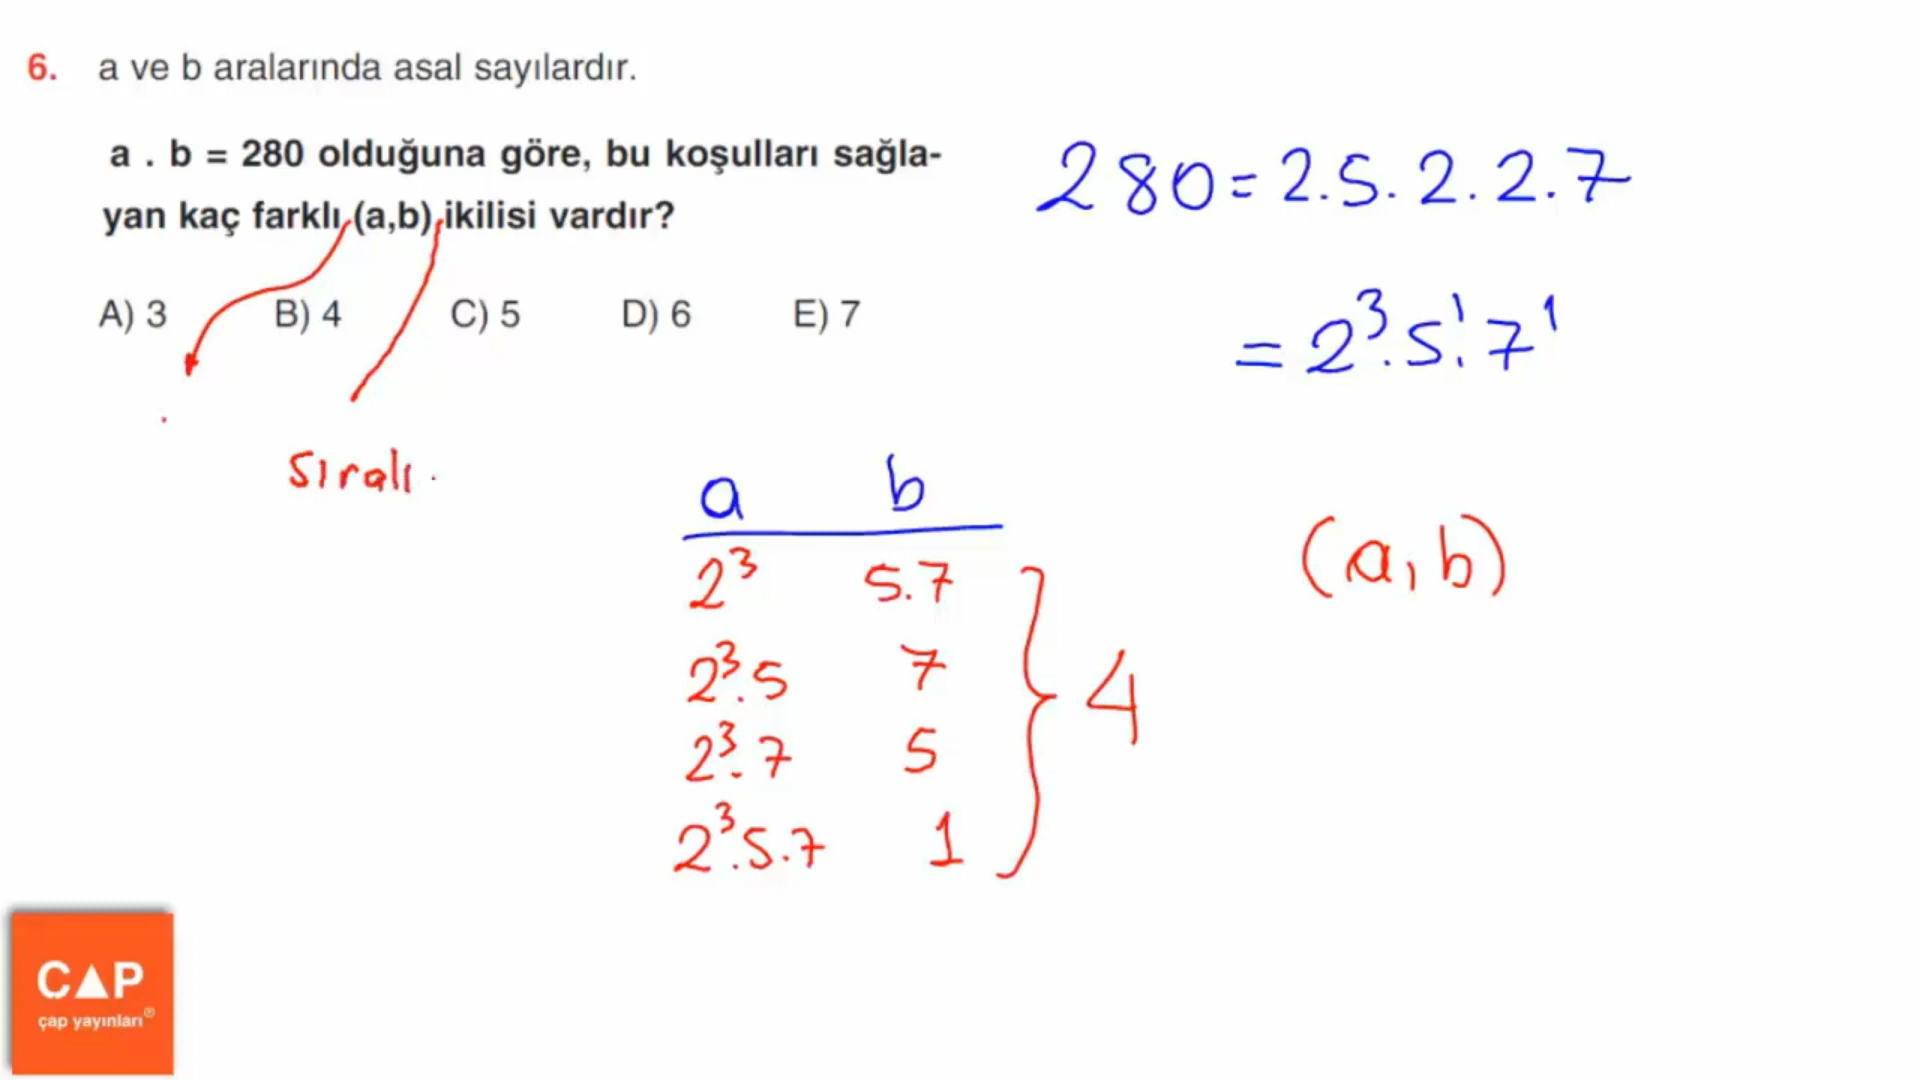 6. a ve b aralarında asal sayılardır.
a . b = 280 olduğuna göre, bu koşulları sağla-
yan kaç farklı (a,b) ikilisi vardır?
A) 3 B) 4 C) 5 D) 6 E) 7
280 = 2.5.2.2.7
= 2³.5¹.7¹
Sıralı
a b
2³ 5.7
2³.5 7
2³.7 5
2³.5.7 1
4
(a,b)
ÇAP
çap yayınları®